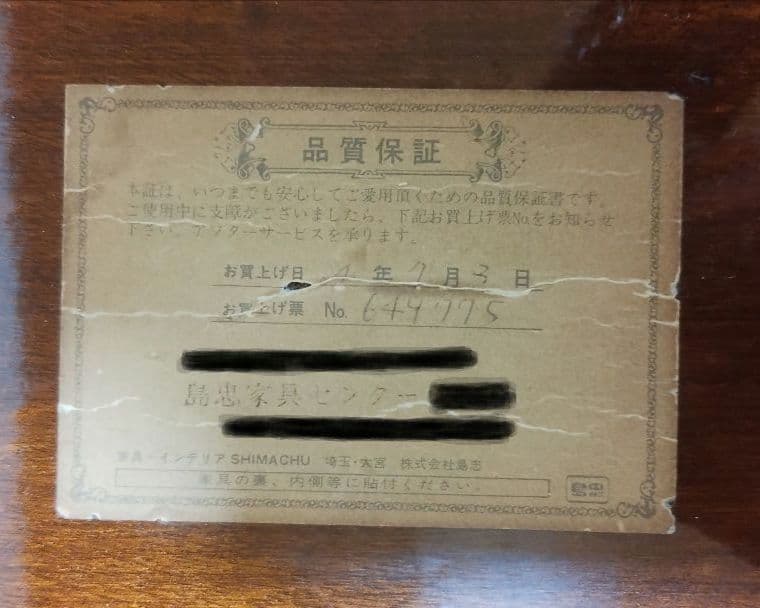 品質保証
本証は、いつまでも安心してご愛用頂くための品質保証書です。
ご使用中に支障がございましたら、下記お買上げ票No.をお知らせ
下さい。アフターサービスを承ります。
お買上げ日 年 7月3日
お買上げ票 No. 644775
島忠家具センター
家具・インテリア SHIMACHU 埼玉・大宮 株式会社島忠
家具の裏、内側等に貼付ください。
島忠